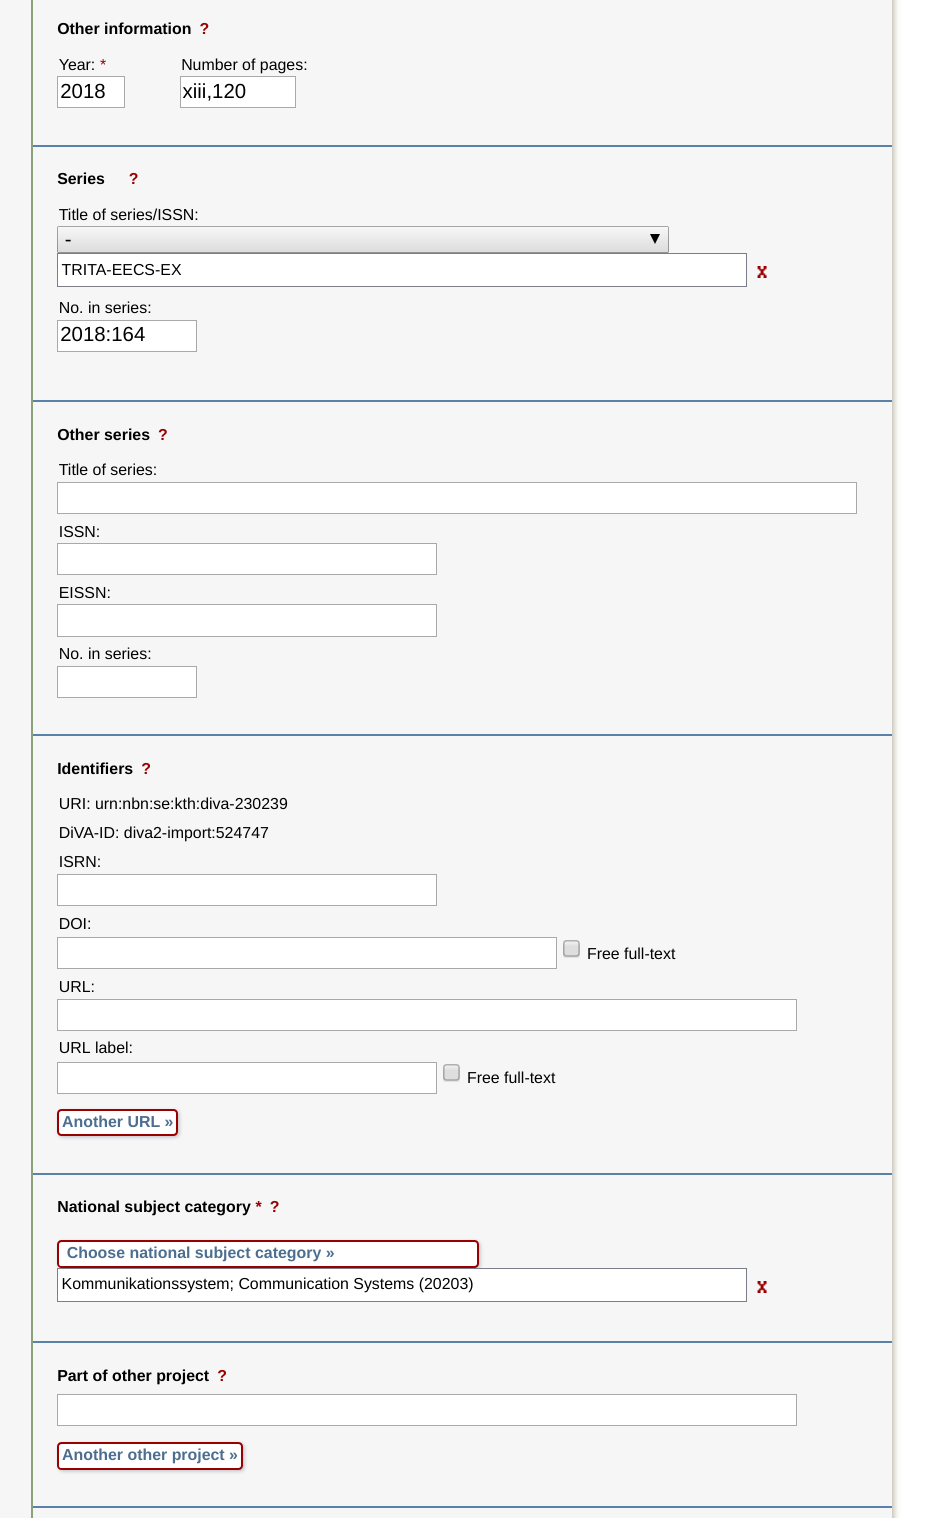 Other information ?
Year: * Number of pages:
2018 xiii,120
Series ?
Title of series/ISSN:
- ▼
TRITA-EECS-EX x
No. in series:
2018:164
Other series ?
Title of series:
ISSN:
EISSN:
No. in series:
Identifiers ?
URI: urn:nbn:se:kth:diva-230239
DiVA-ID: diva2-import:524747
ISRN:
DOI:
Free full-text
URL:
URL label:
Free full-text
Another URL »
National subject category * ?
Choose national subject category »
Kommunikationssystem; Communication Systems (20203) x
Part of other project ?
Another other project »